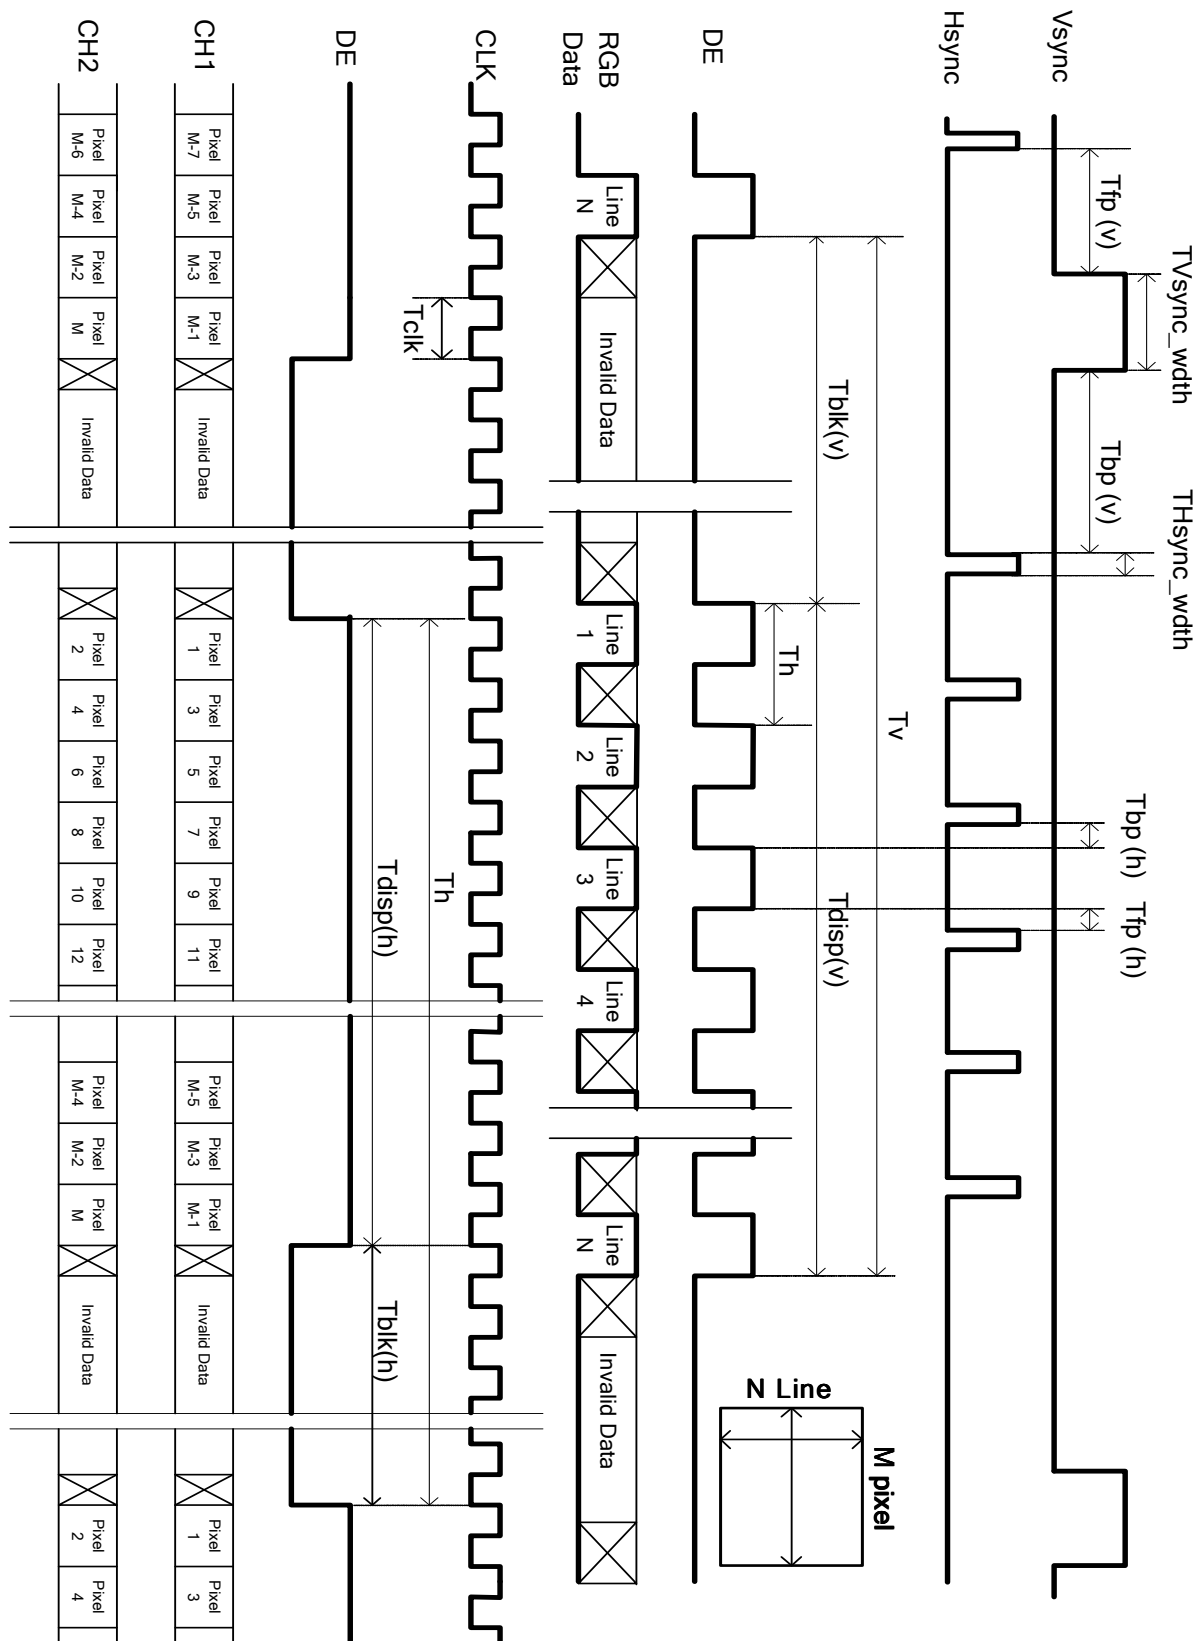 Vsync
TVsync_wdth
Tfp (v)
Tbp (v)
THsync_wdth
Tbp (h)
Tfp (h)
Hsync
Tv
Tblk(v)
Tdisp(v)
Th
DE
N Line
M pixel
RGB
Data
Line
N
Invalid Data
Line
1
Line
2
Line
3
Line
4
Line
N
Invalid Data
CLK
Tclk
Th
Tdisp(h)
Tblk(h)
DE
CH1
Pixel
M-7
Pixel
M-5
Pixel
M-3
Pixel
M-1
Invalid Data
Pixel
1
Pixel
3
Pixel
5
Pixel
7
Pixel
9
Pixel
11
Pixel
M-5
Pixel
M-3
Pixel
M-1
Invalid Data
Pixel
1
Pixel
3
CH2
Pixel
M-6
Pixel
M-4
Pixel
M-2
Pixel
M
Invalid Data
Pixel
2
Pixel
4
Pixel
6
Pixel
8
Pixel
10
Pixel
12
Pixel
M-4
Pixel
M-2
Pixel
M
Invalid Data
Pixel
2
Pixel
4